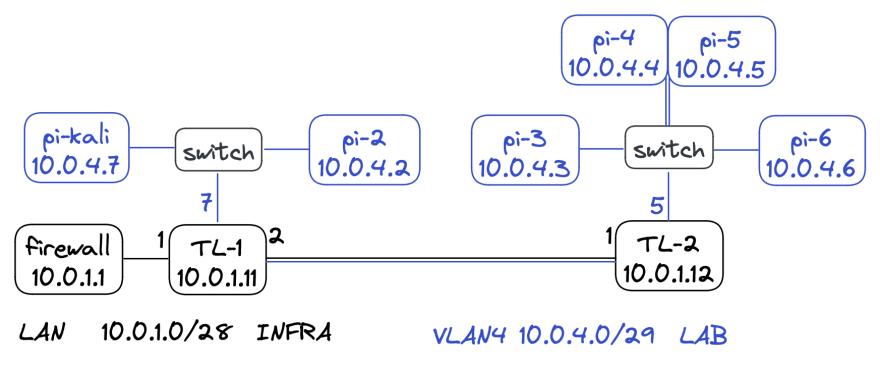 pi-4
10.0.4.4
pi-5
10.0.4.5
pi-kali
10.0.4.7
switch
pi-2
10.0.4.2
pi-3
10.0.4.3
switch
pi-6
10.0.4.6
7
5
firewall
10.0.1.1
1
TL-1
10.0.1.11
2
1
TL-2
10.0.1.12
LAN 10.0.1.0/28 INFRA
VLAN4 10.0.4.0/29 LAB